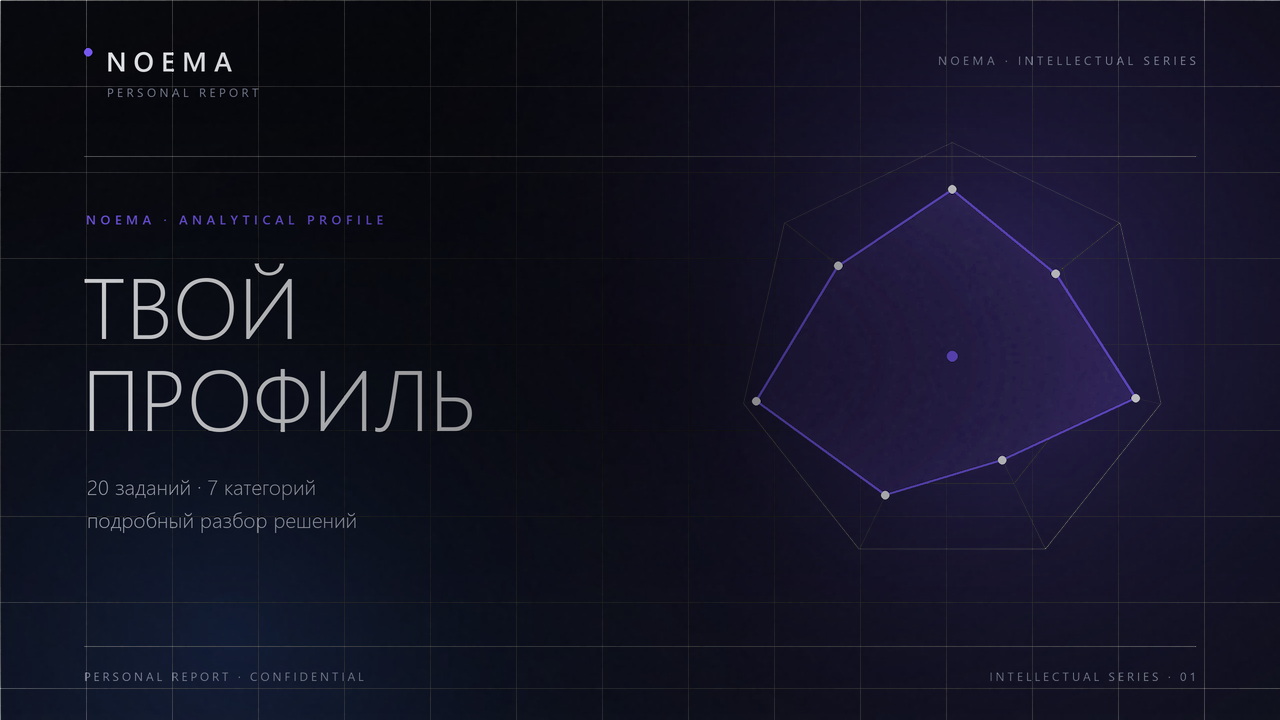 NOEMA
PERSONAL REPORT
NOEMA · INTELLECTUAL SERIES
NOEMA · ANALYTICAL PROFILE
ТВОЙ
ПРОФИЛЬ
20 заданий · 7 категорий
подробный разбор решений
PERSONAL REPORT · CONFIDENTIAL
INTELLECTUAL SERIES · 01